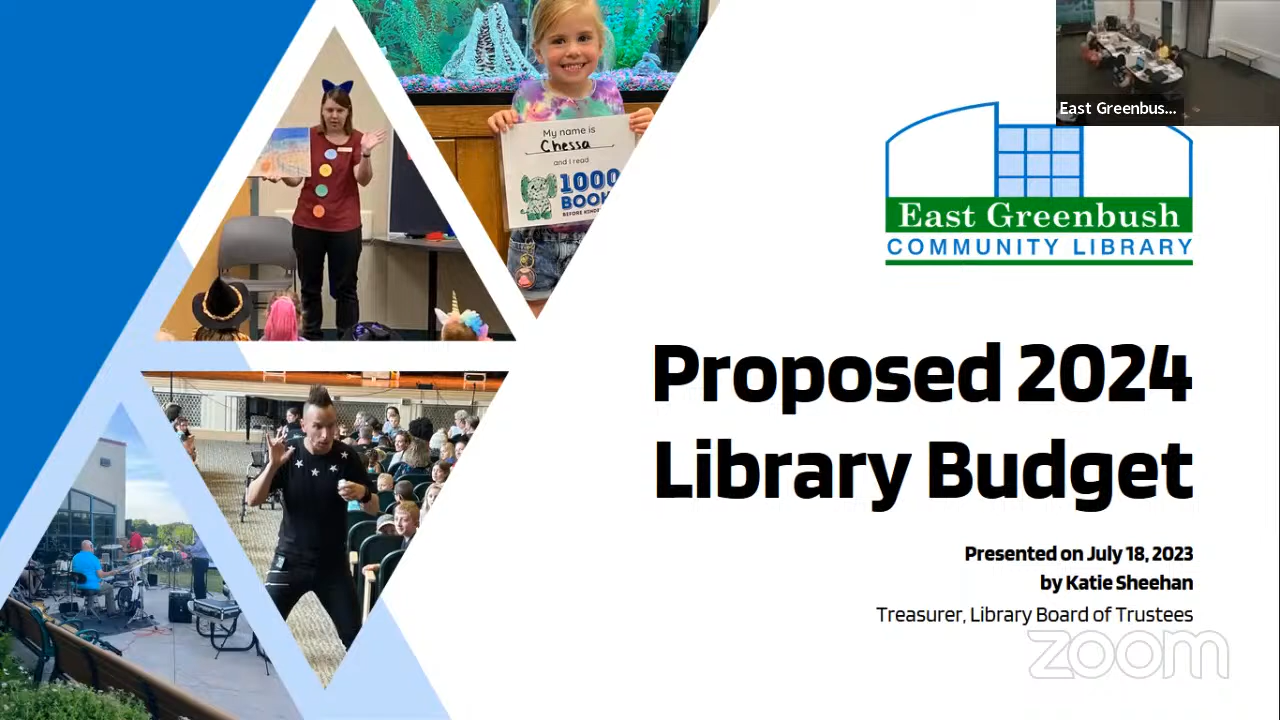 My name is
Chessa
and i read
1000
BEFORE
East Greenbus...
East Greenbush
COMMUNITY LIBRARY
Proposed 2024
Library Budget
Presented on July 18, 2023
by Katie Sheehan
Treasurer, Library Board of Trustees
zoom